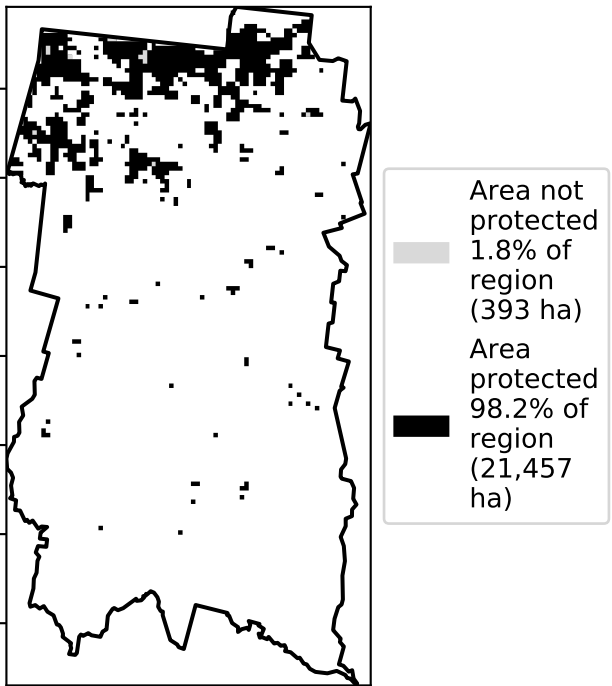 Area not
protected
1.8% of
region
(393 ha)
Area
protected
98.2% of
region
(21,457
ha)